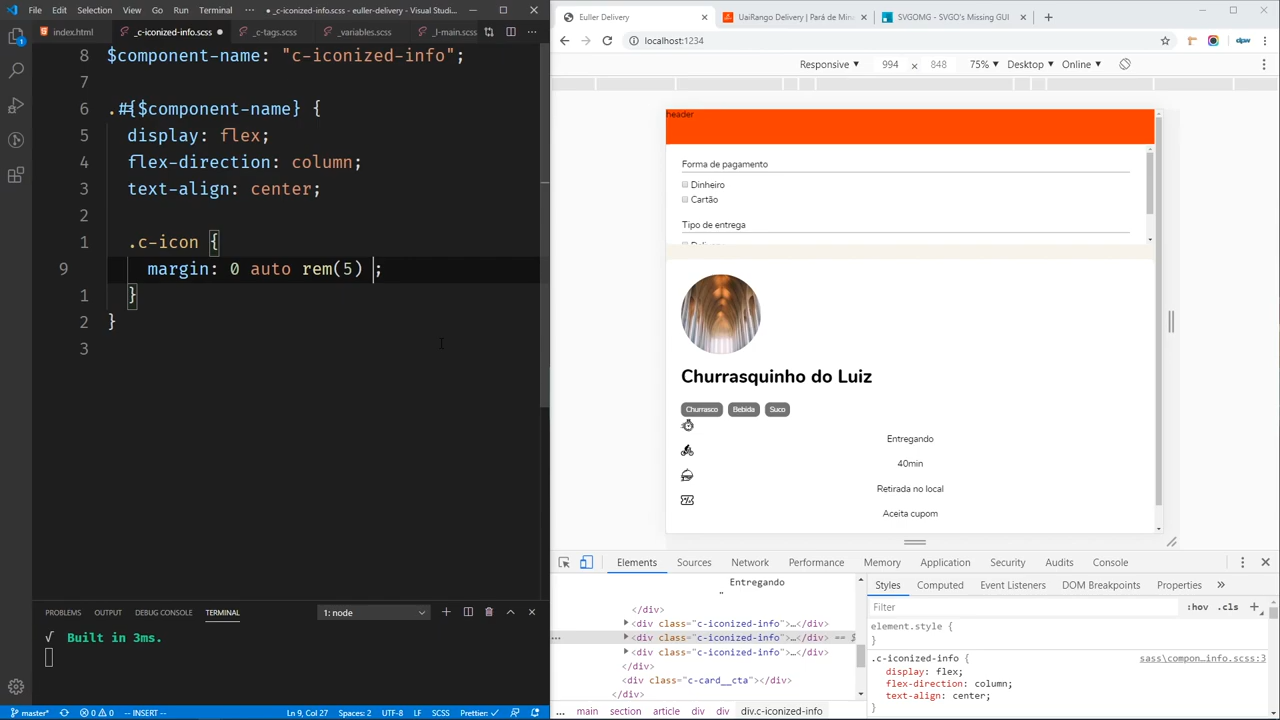 File Edit Selection View Go Run Terminal ... _c-iconized-info.scss - euller-delivery - Visual Studi...
index.html _c-iconized-info.scss _c-tags.scss _variables.scss _l-main.scss
8 $component-name: "c-iconized-info";
7
6 .#{$component-name} {
5 display: flex;
4 flex-direction: column;
3 text-align: center;
2
1 .c-icon {
9 margin: 0 auto rem(5) ;
1 }
2 }
3
PROBLEMS OUTPUT DEBUG CONSOLE TERMINAL 1: node
√ Built in 3ms.
master* 0 0 -- INSERT -- Ln 9, Col 27 Spaces: 2 UTF-8 LF SCSS Prettier: ✓
Euller Delivery UaiRango Delivery | Pará de Min SVGOMG - SVGO's Missing GUI
localhost:1234
dpw
Responsive 994 x 848 75% Desktop Online
header
Forma de pagamento
Dinheiro
Cartão
Tipo de entrega
Churrasquinho do Luiz
Churrasco Bebida Suco
Entregando
40min
Retirada no local
Aceita cupom
Elements Sources Network Performance Memory Application Security Audits Console
Entregando
"
</div>
<div class="c-iconized-info">…</div>
<div class="c-iconized-info">…</div> == $
<div class="c-iconized-info">…</div>
</div>
<div class="c-card__cta"></div>
</div>
... main section article div div div.c-iconized-info
Styles Computed Event Listeners DOM Breakpoints Properties »
Filter :hov .cls +
element.style {
}
.c-iconized-info { sass\compon…info.scss:3
display: flex;
flex-direction: column;
text-align: center;
}